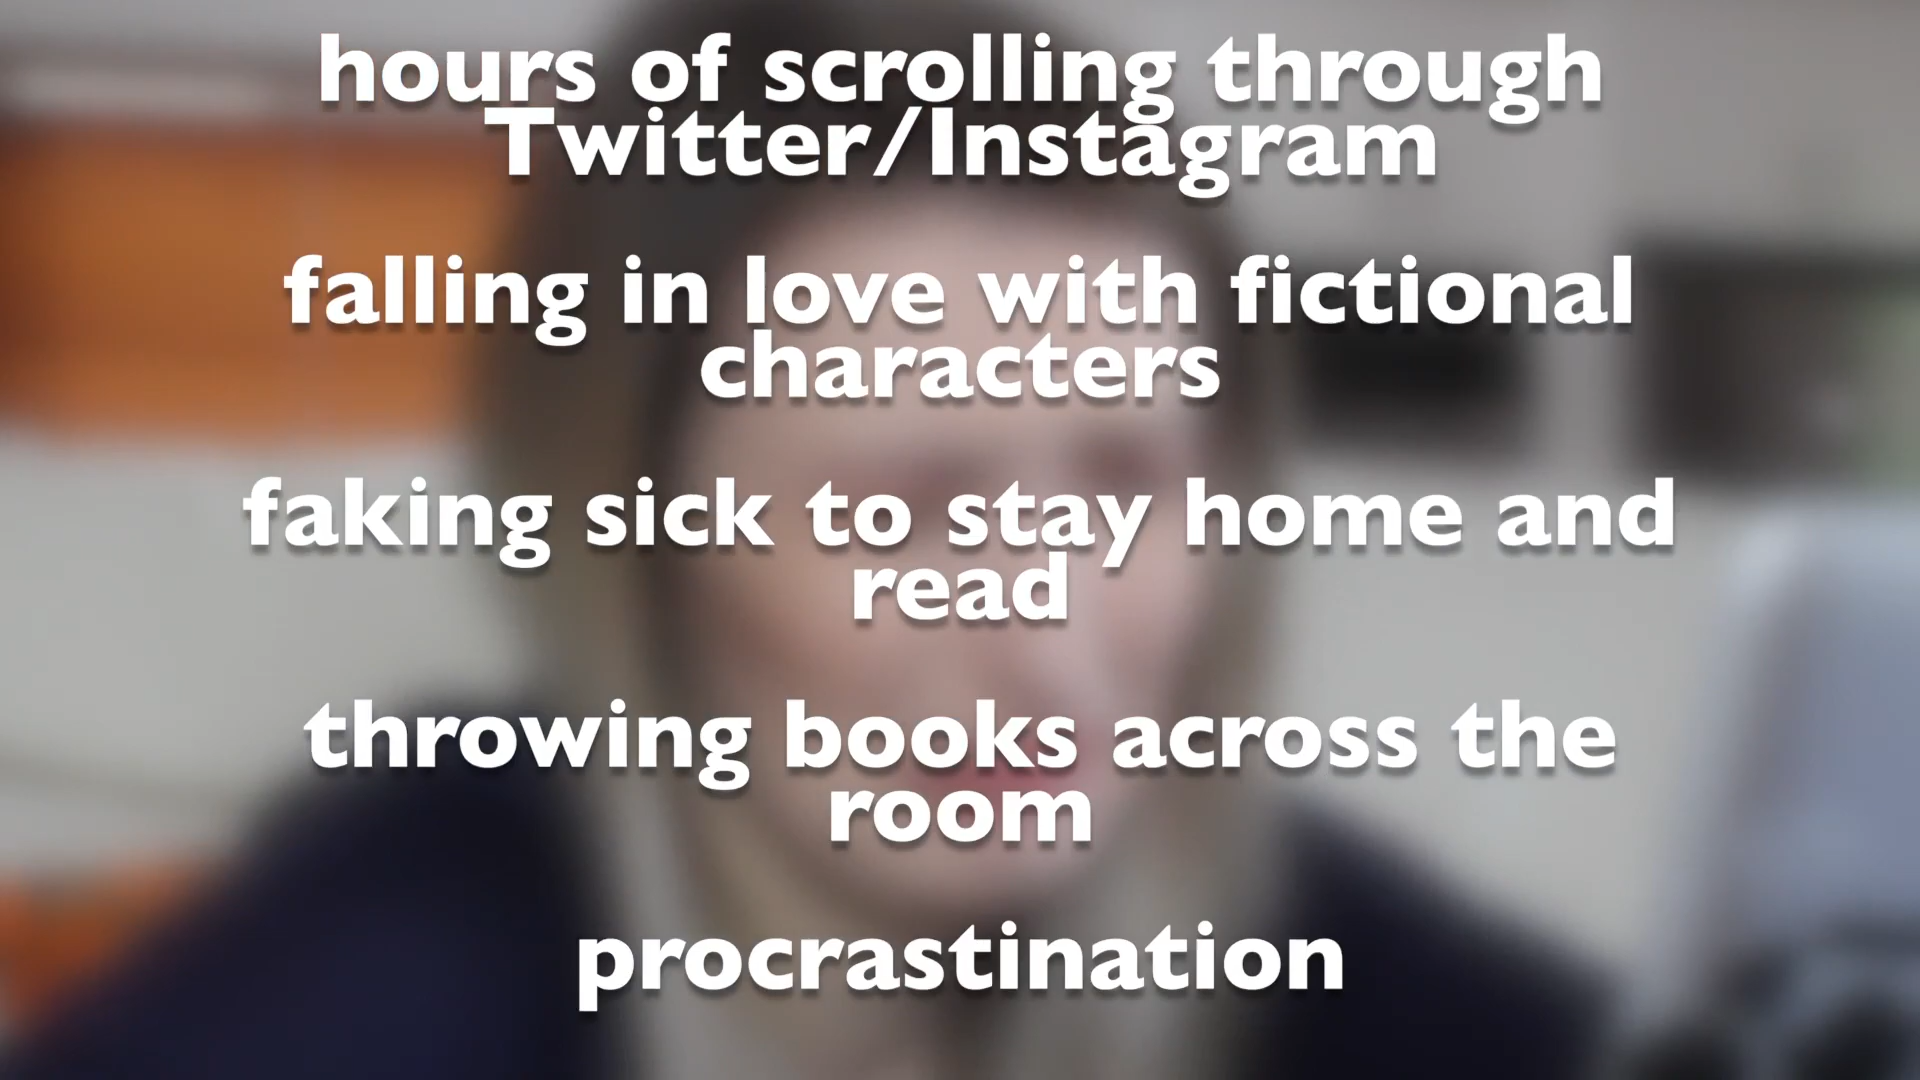 hours of scrolling through
Twitter/Instagram
falling in love with fictional
characters
faking sick to stay home and
read
throwing books across the
room
procrastination